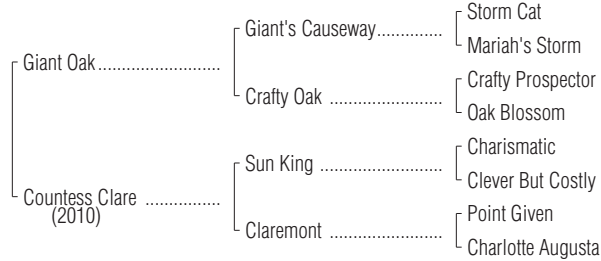 Storm Cat
Giant's Causeway..............
Mariah's Storm
Giant Oak..........................
Crafty Prospector
Crafty Oak ........................
Oak Blossom
Charismatic
Sun King ..........................
Clever But Costly
Countess Clare ................
(2010)
Point Given
Claremont ........................
Charlotte Augusta